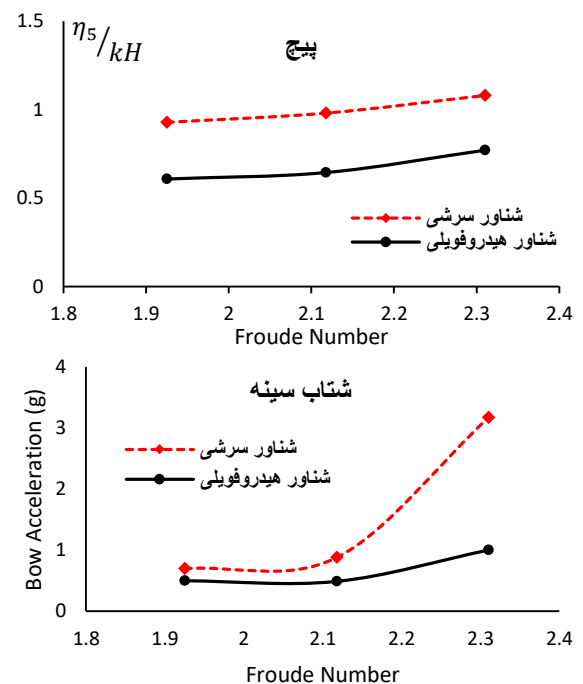 η5/kH
پیچ
1.5
1
0.5
0
شناور سرشی
شناور هیدروفویلی
1.8 1.9 2 2.1 2.2 2.3 2.4
Froude Number
شتاب سینه
Bow Acceleration (g)
4
3
2
1
0
شناور سرشی
شناور هیدروفویلی
1.8 1.9 2 2.1 2.2 2.3 2.4
Froude Number